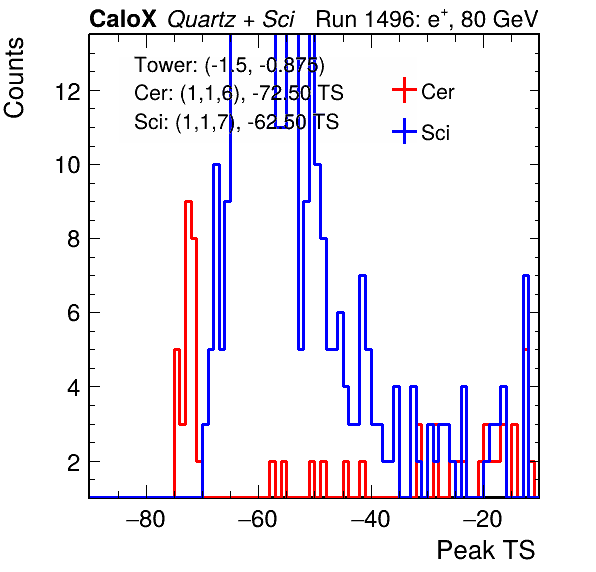 CaloX Quartz + Sci Run 1496: e⁺, 80 GeV
Counts
Tower: (-1.5, -0.875)
Cer: (1,1,6), -72.50 TS
Sci: (1,1,7), -62.50 TS
Cer
Sci
12
10
8
6
4
2
−80 −60 −40 −20
Peak TS